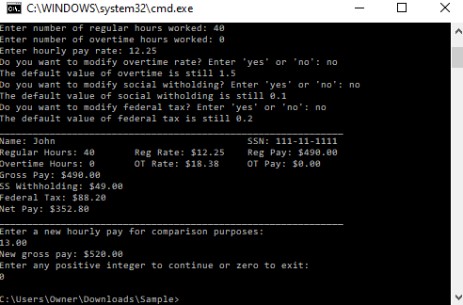 C:\WINDOWS\system32\cmd.exe
Enter number of regular hours worked: 40
Enter number of overtime hours worked: 0
Enter hourly pay rate: 12.25
Do you want to modify overtime rate? Enter 'yes' or 'no': no
The default value of overtime is still 1.5
Do you want to modify social witholding? Enter 'yes' or 'no': no
The default value of social witholding is still 0.1
Do you want to modify federal tax? Enter 'yes' or 'no': no
The default value of federal tax is still 0.2
Name: John SSN: 111-11-1111
Regular Hours: 40 Reg Rate: $12.25 Reg Pay: $490.00
Overtime Hours: 0 OT Rate: $18.38 OT Pay: $0.00
Gross Pay: $490.00
SS Withholding: $49.00
Federal Tax: $88.20
Net Pay: $352.80
Enter a new hourly pay for comparison purposes:
13.00
New gross pay: $520.00
Enter any positive integer to continue or zero to exit:
0
C:\Users\Owner\Downloads\Sample>